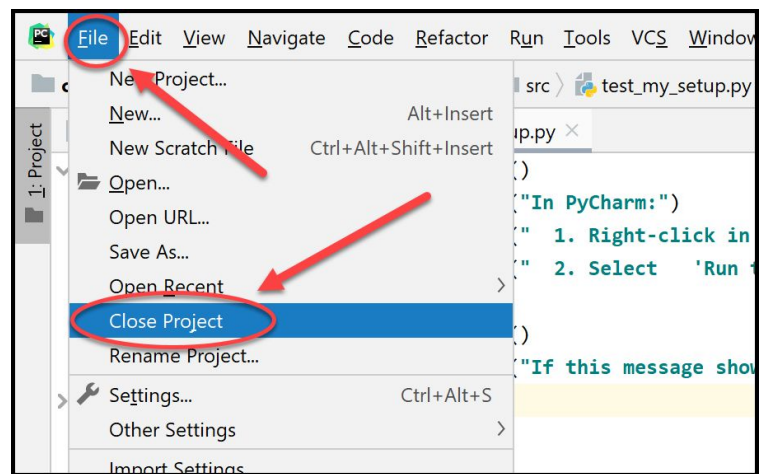 PC File Edit View Navigate Code Refactor Run Tools VCS Window
src test_my_setup.py
1: Project
up.py
New Project...
New... Alt+Insert
New Scratch File Ctrl+Alt+Shift+Insert
Open...
Open URL...
Save As...
Open Recent
Close Project
Rename Project...
Settings... Ctrl+Alt+S
Other Settings
Import Settings
()
("In PyCharm:")
(" 1. Right-click in
(" 2. Select 'Run t
()
("If this message show